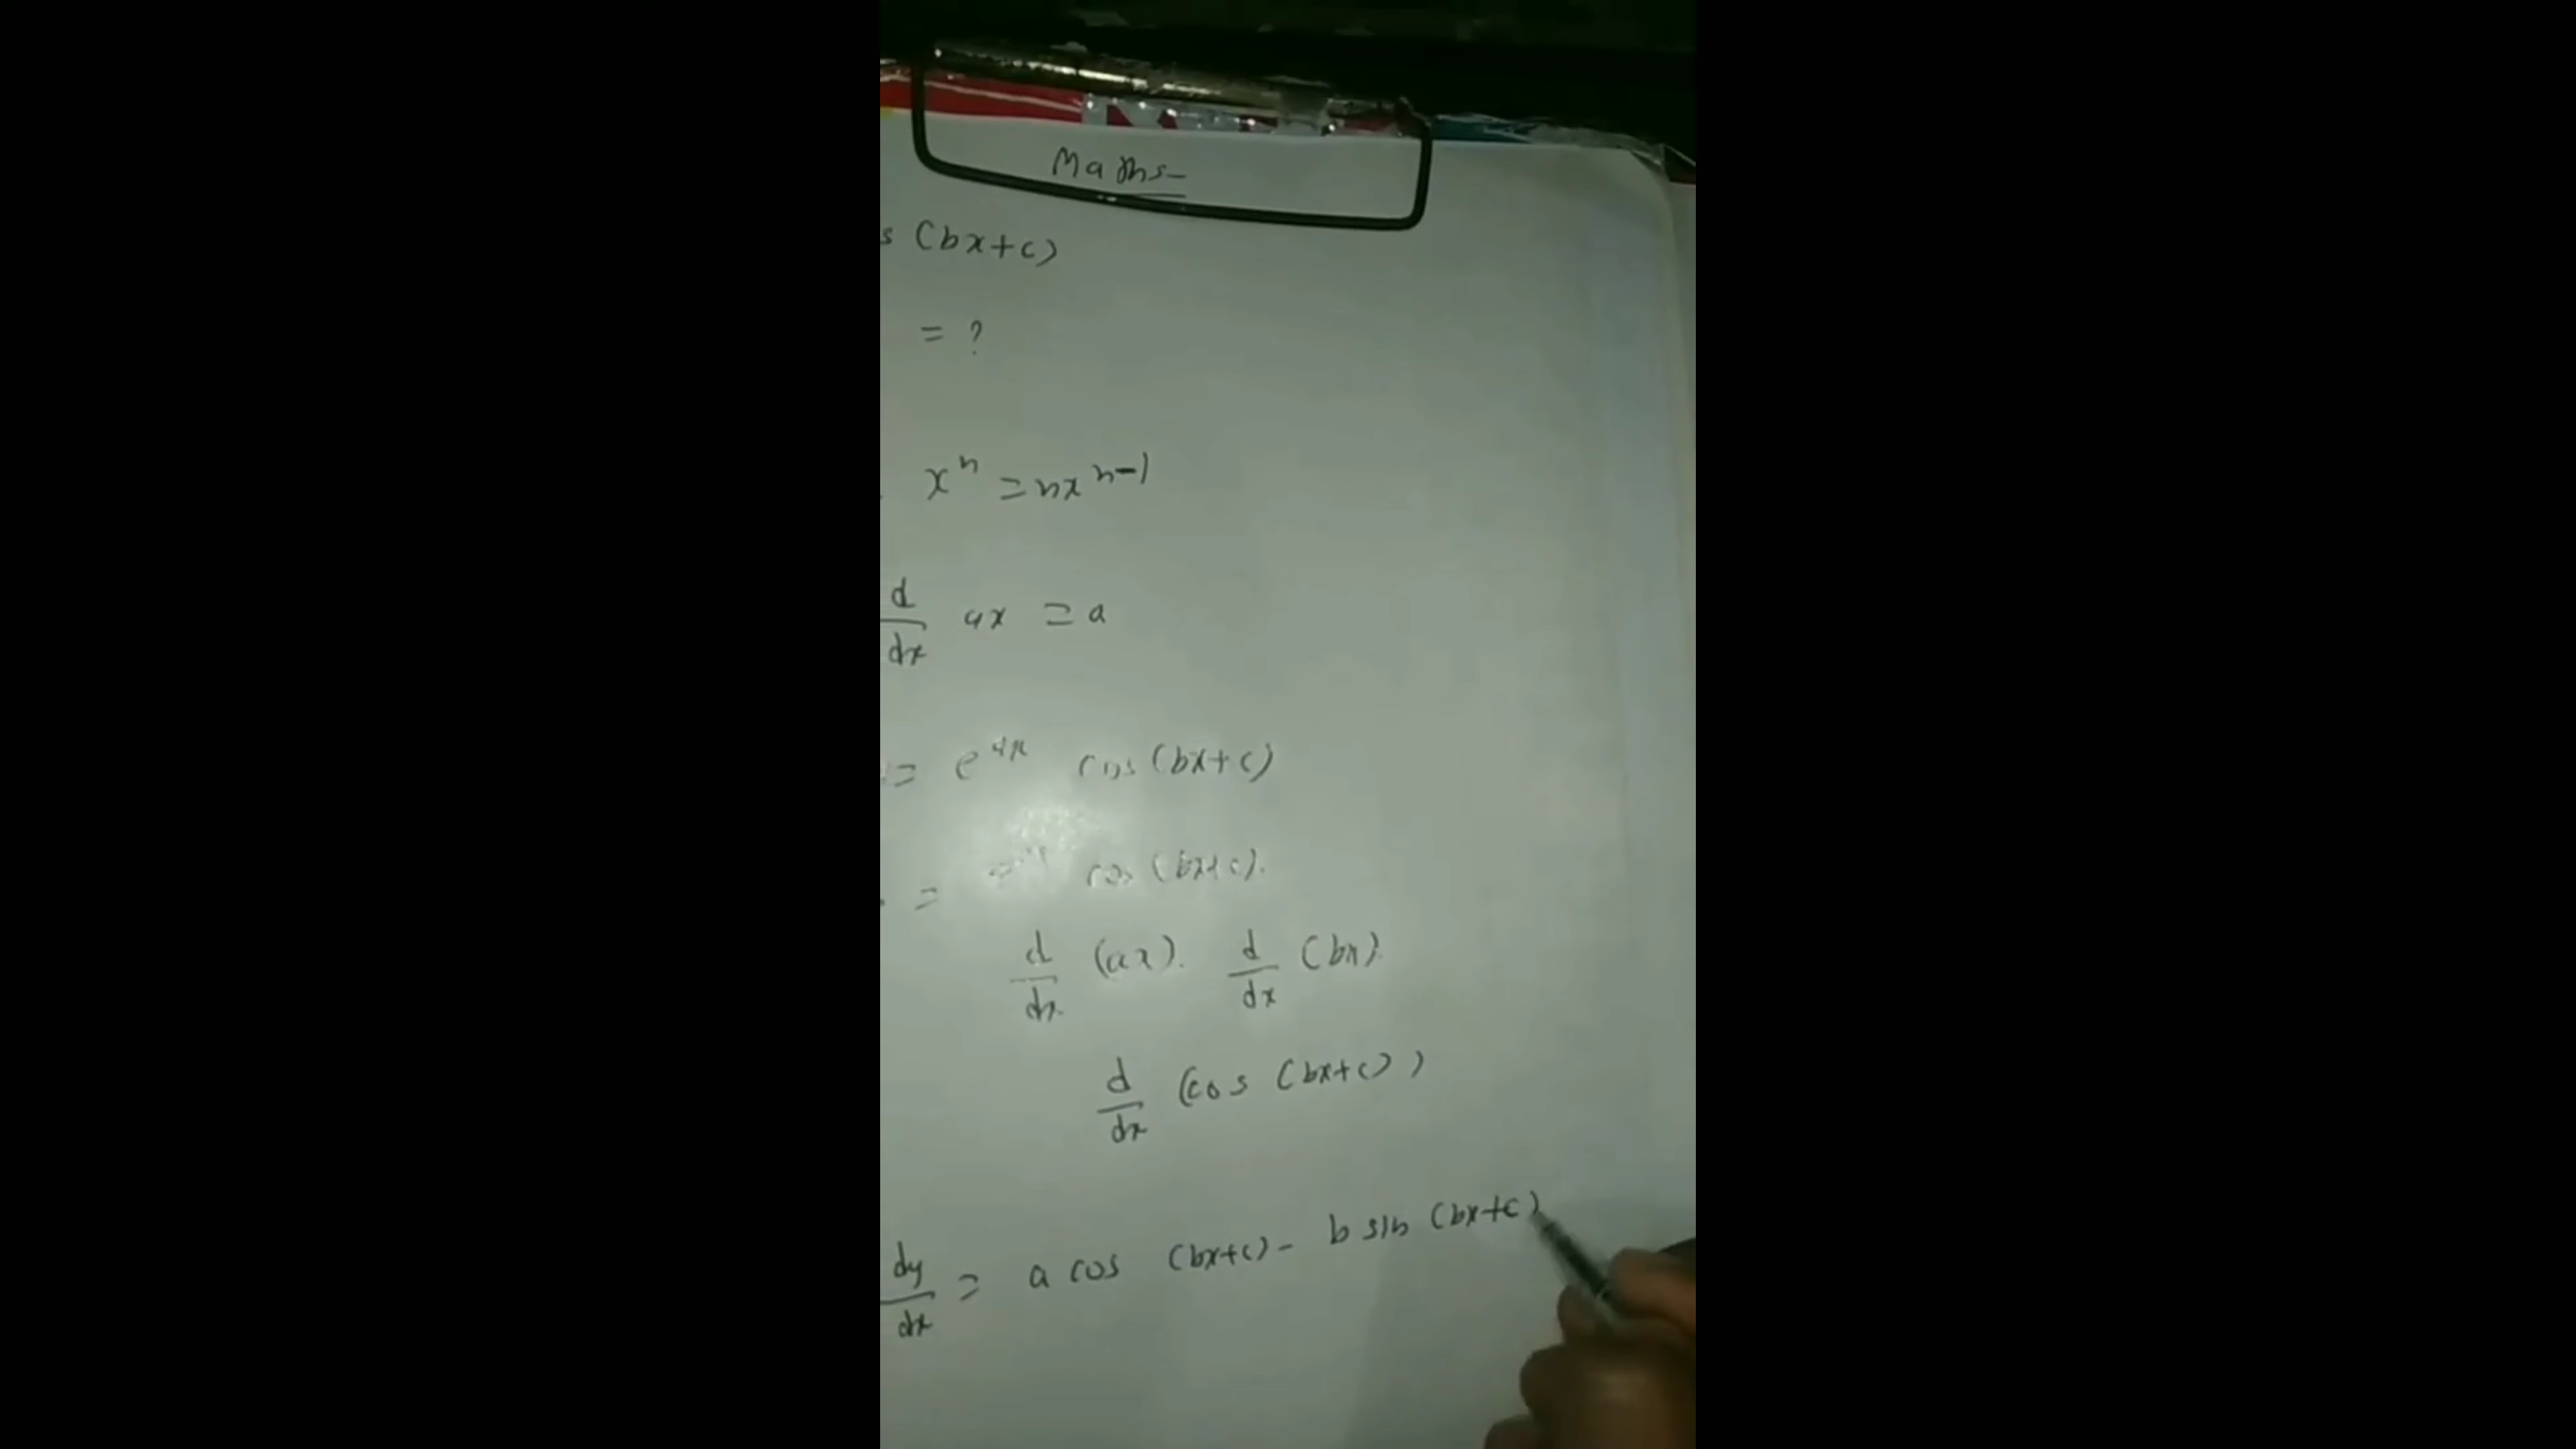 Maths
s (bx+c)
= ?
x^n = nx^n-1
d/dx ax = a
= e^ax cos (bx+c)
= cos (bx+c).
d/dx (ax). d/dx (bx).
d/dx (cos (bx+c))
dy/dx = a cos (bx+c) - b sin (bx+c)